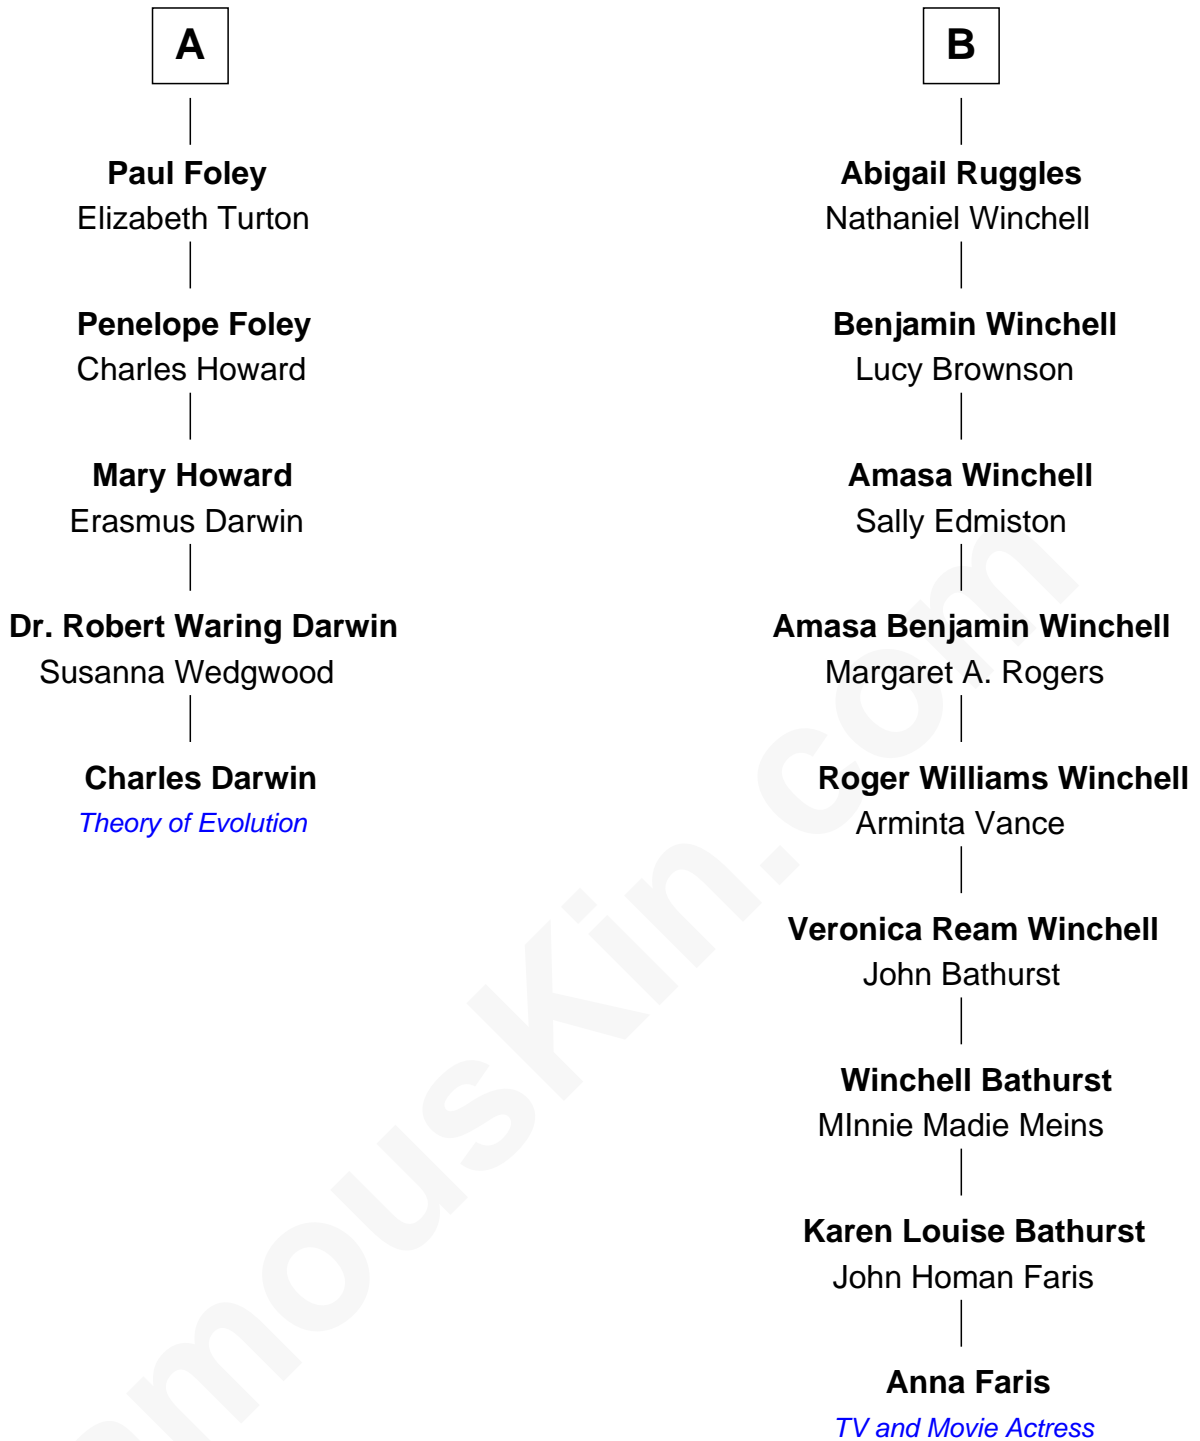 A
Paul Foley
Elizabeth Turton
Penelope Foley
Charles Howard
Mary Howard
Erasmus Darwin
Dr. Robert Waring Darwin
Susanna Wedgwood
Charles Darwin
Theory of Evolution
B
Abigail Ruggles
Nathaniel Winchell
Benjamin Winchell
Lucy Brownson
Amasa Winchell
Sally Edmiston
Amasa Benjamin Winchell
Margaret A. Rogers
Roger Williams Winchell
Arminta Vance
Veronica Ream Winchell
John Bathurst
Winchell Bathurst
MInnie Madie Meins
Karen Louise Bathurst
John Homan Faris
Anna Faris
TV and Movie Actress
amousKin.com